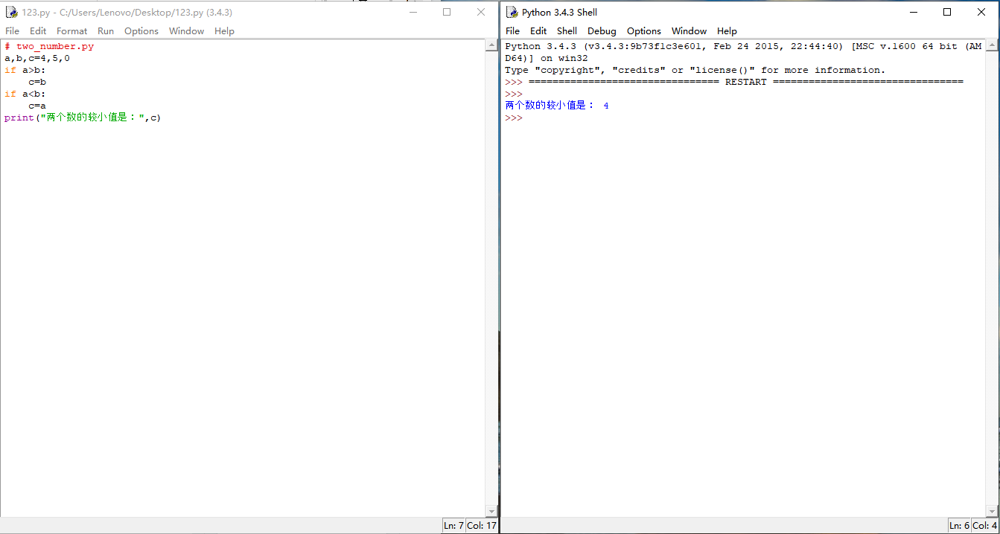 123.py - C:/Users/Lenovo/Desktop/123.py (3.4.3)
File Edit Format Run Options Window Help
# two_number.py
a,b,c=4,5,0
if a>b:
    c=b
if a<b:
    c=a
print("两个数的较小值是：",c)
Ln: 7 Col: 17
Python 3.4.3 Shell
File Edit Shell Debug Options Window Help
Python 3.4.3 (v3.4.3:9b73f1c3e601, Feb 24 2015, 22:44:40) [MSC v.1600 64 bit (AM
D64)] on win32
Type "copyright", "credits" or "license()" for more information.
>>> ================================ RESTART ================================
>>>
两个数的较小值是： 4
>>>
Ln: 6 Col: 4